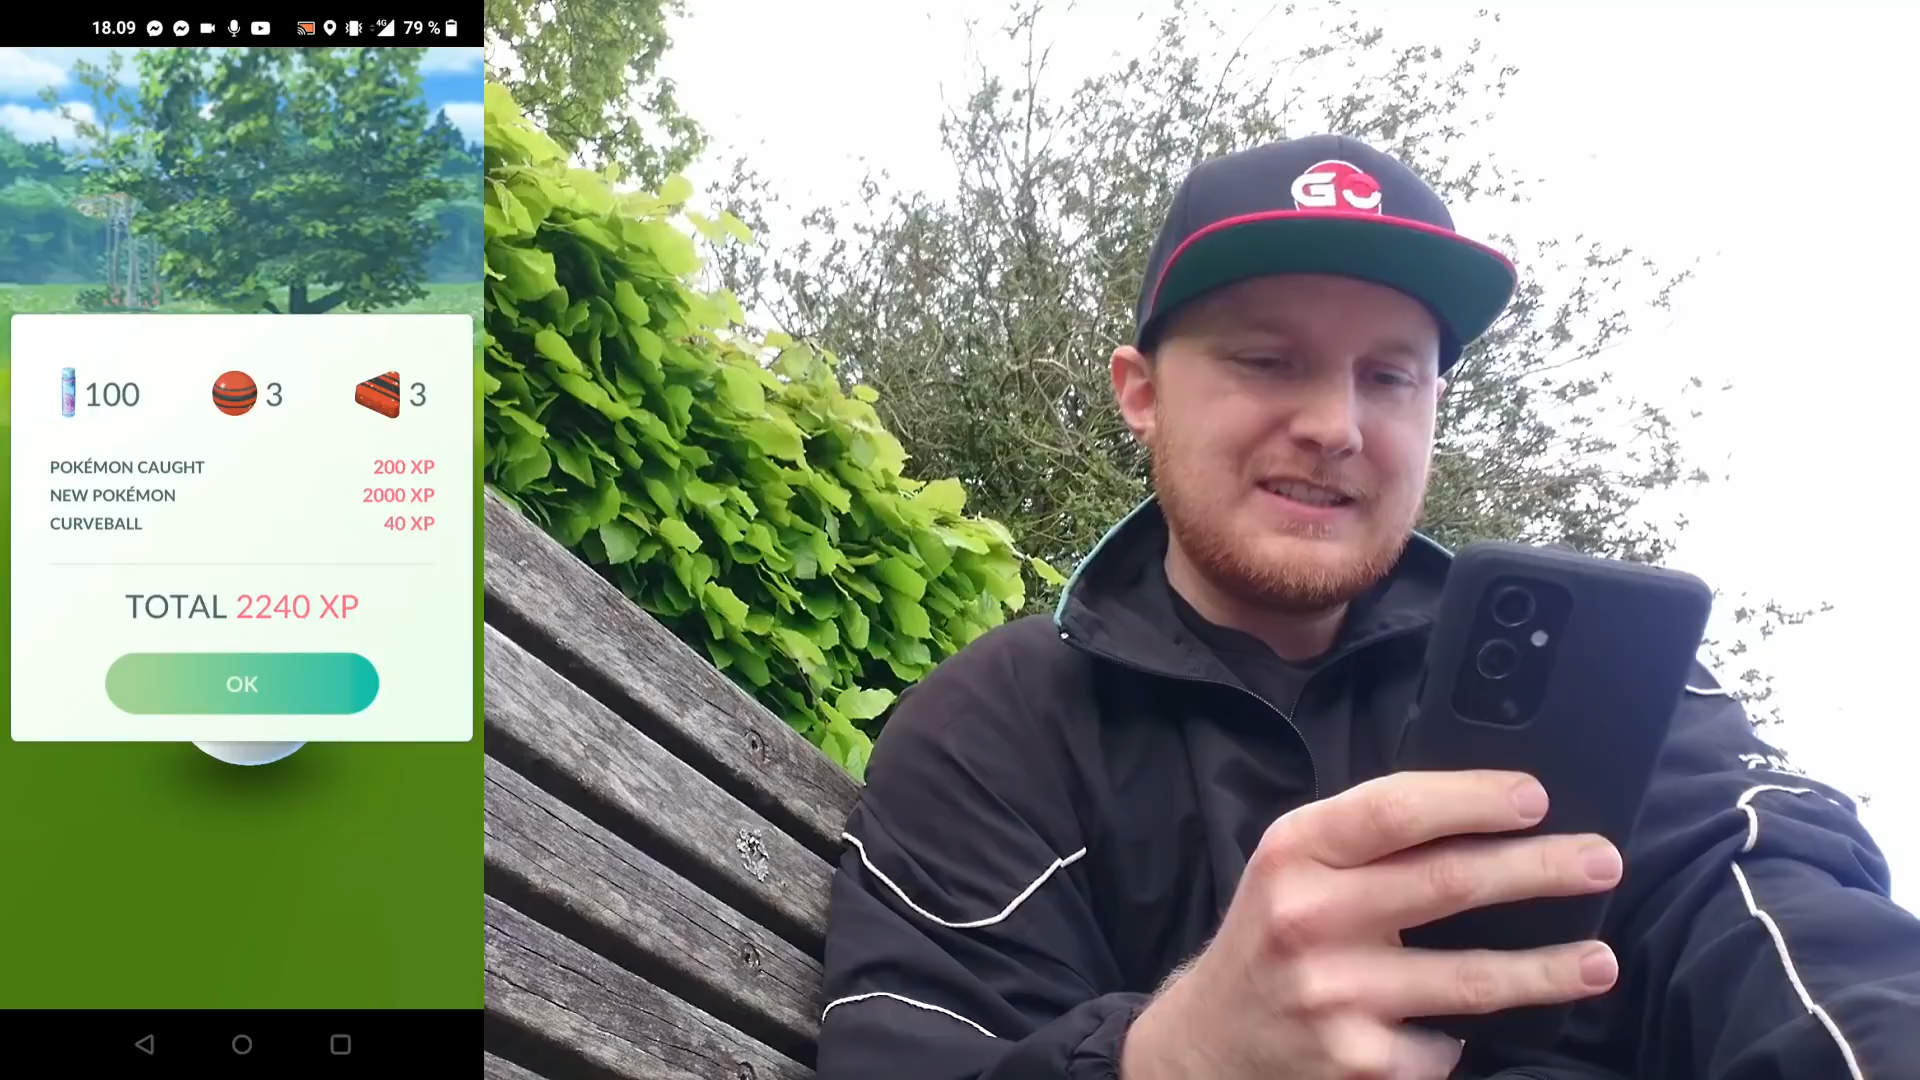 18.09 4G 79 %
100 3 3
POKÉMON CAUGHT 200 XP
NEW POKÉMON 2000 XP
CURVEBALL 40 XP
TOTAL 2240 XP
OK
GO